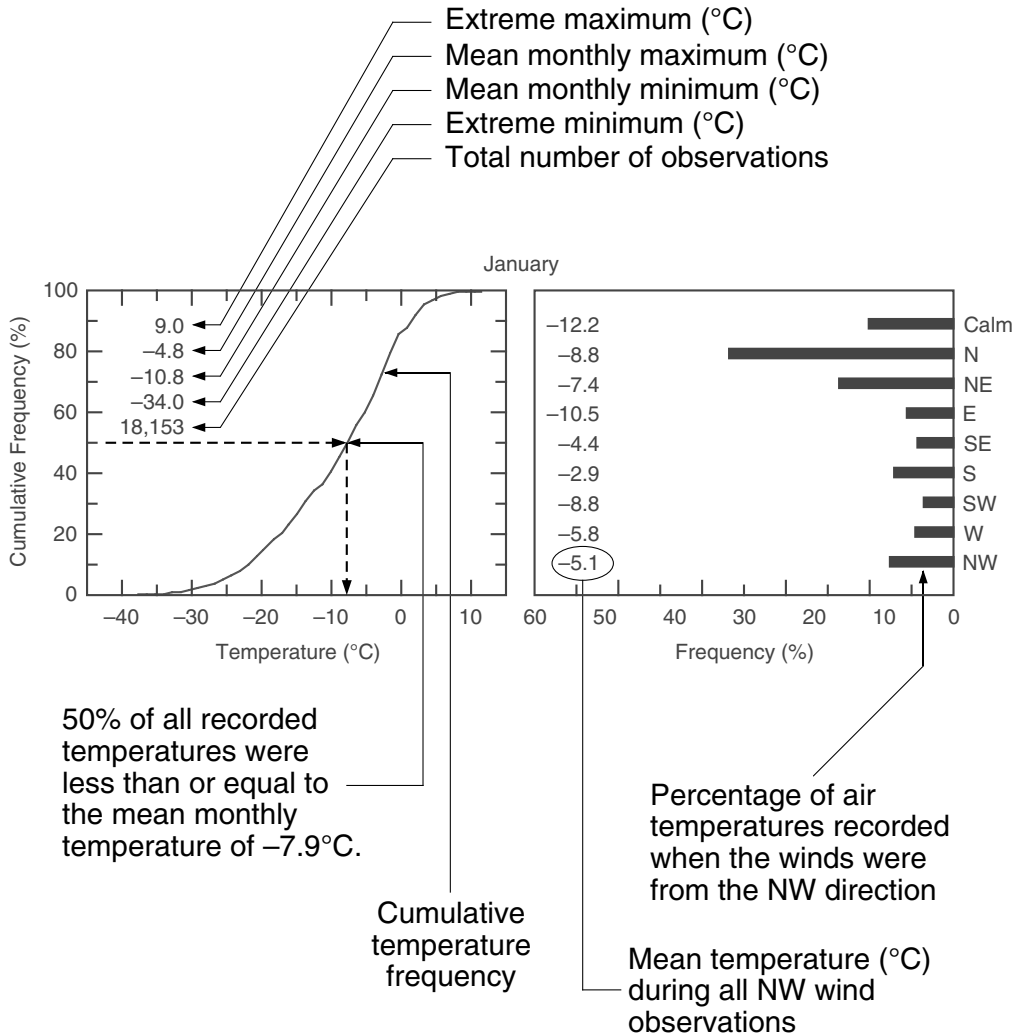 Extreme maximum (°C)
Mean monthly maximum (°C)
Mean monthly minimum (°C)
Extreme minimum (°C)
Total number of observations
January
Cumulative Frequency (%)
100
80
60
40
20
0
9.0
–4.8
–10.8
–34.0
18,153
–40 –30 –20 –10 0 10
Temperature (°C)
–12.2 Calm
–8.8 N
–7.4 NE
–10.5 E
–4.4 SE
–2.9 S
–8.8 SW
–5.8 W
–5.1 NW
60 50 40 30 20 10 0
Frequency (%)
50% of all recorded
temperatures were
less than or equal to
the mean monthly
temperature of –7.9°C.
Cumulative
temperature
frequency
Percentage of air
temperatures recorded
when the winds were
from the NW direction
Mean temperature (°C)
during all NW wind
observations